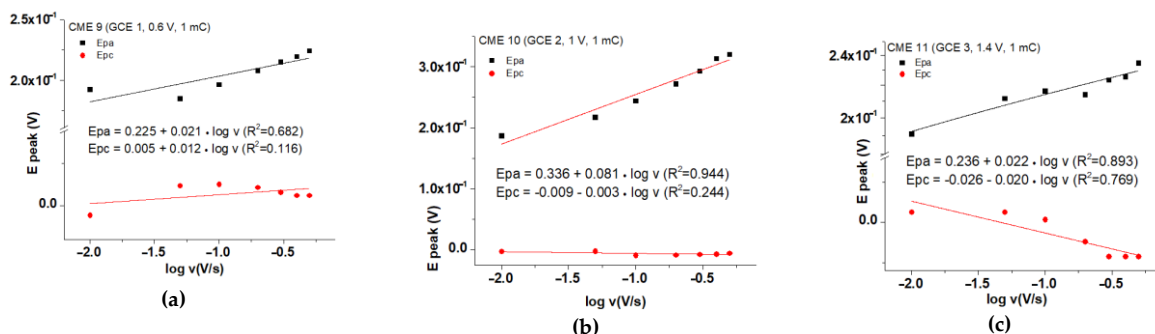 CME 9 (GCE 1, 0.6 V, 1 mC)
Epa
Epc
2.5x10⁻¹
2.0x10⁻¹
0.0
E peak (V)
Epa = 0.225 + 0.021 · log v (R²=0.682)
Epc = 0.005 + 0.012 · log v (R²=0.116)
-2.0 -1.5 -1.0 -0.5
log v(V/s)
(a)
CME 10 (GCE 2, 1 V, 1 mC)
Epa
Epc
3.0x10⁻¹
2.0x10⁻¹
1.0x10⁻¹
0.0
E peak (V)
Epa = 0.336 + 0.081 · log v (R²=0.944)
Epc = -0.009 - 0.003 · log v (R²=0.244)
-2.0 -1.5 -1.0 -0.5
log v(V/s)
(b)
CME 11 (GCE 3, 1.4 V, 1 mC)
Epa
Epc
2.4x10⁻¹
2x10⁻¹
0.0
E peak (V)
Epa = 0.236 + 0.022 · log v (R²=0.893)
Epc = -0.026 - 0.020 · log v (R²=0.769)
-2.0 -1.5 -1.0 -0.5
log v(V/s)
(c)